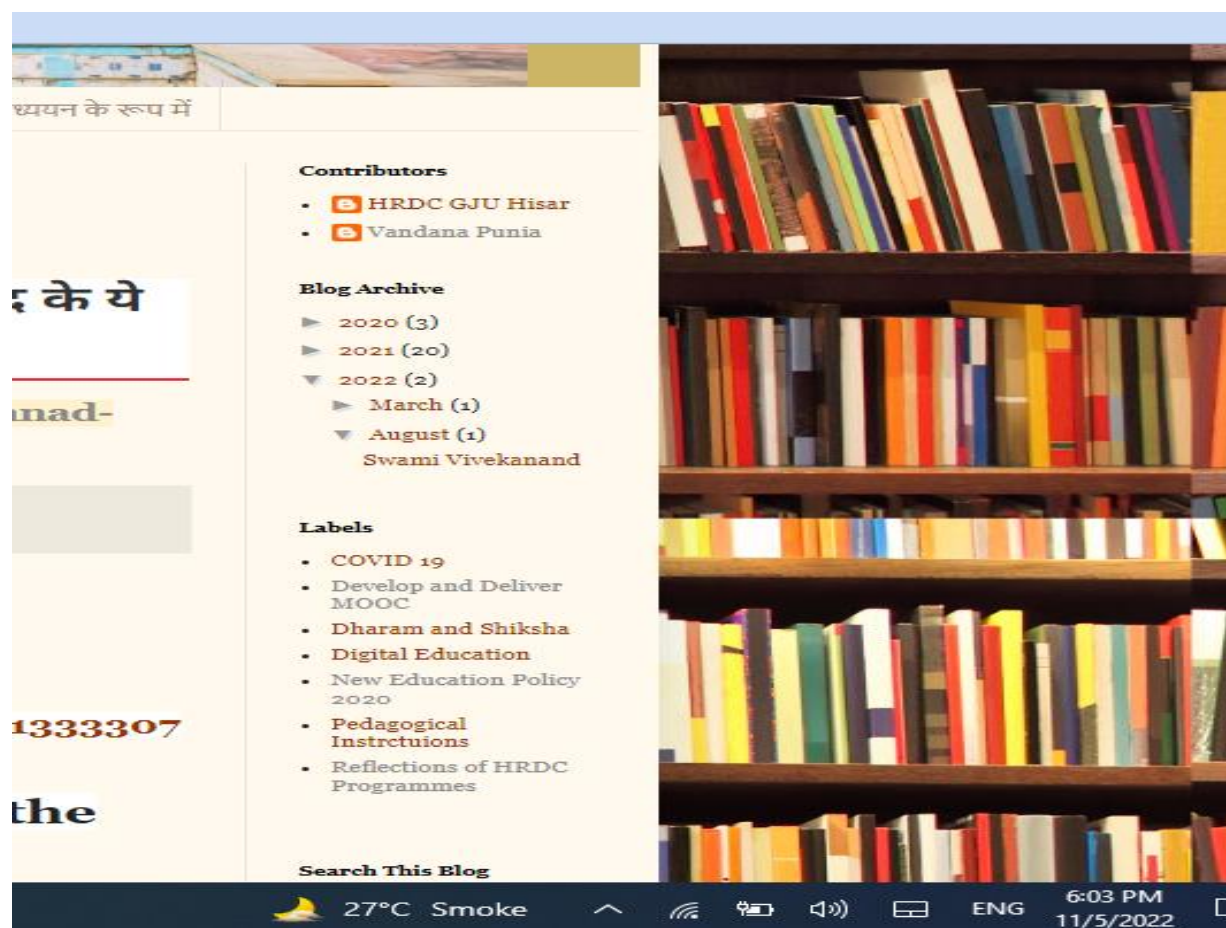 ध्ययन के रूप में
के ये
anad-
1333307
the
Contributors
HRDC GJU Hisar
Vandana Punia
Blog Archive
► 2020 (3)
► 2021 (20)
▼ 2022 (2)
► March (1)
▼ August (1)
Swami Vivekanand
Labels
COVID 19
Develop and Deliver
MOOC
Dharam and Shiksha
Digital Education
New Education Policy
2020
Pedagogical
Instrctuions
Reflections of HRDC
Programmes
Search This Blog
27°C Smoke
ENG
6:03 PM
11/5/2022